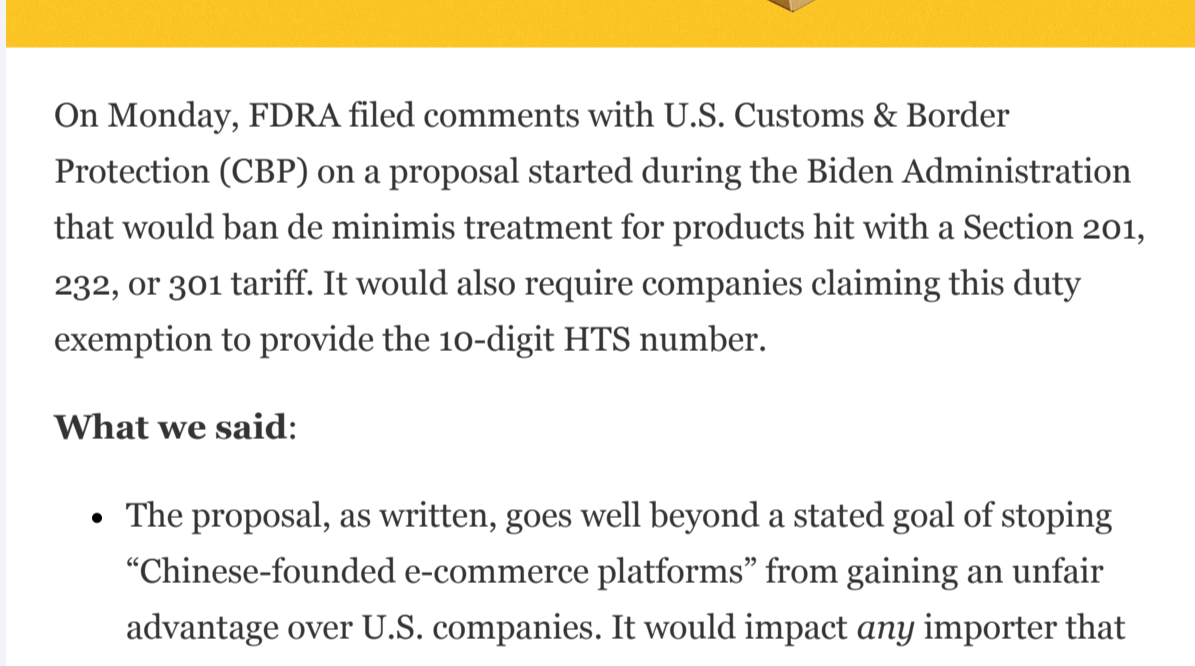 On Monday, FDRA filed comments with U.S. Customs & Border
Protection (CBP) on a proposal started during the Biden Administration
that would ban de minimis treatment for products hit with a Section 201,
232, or 301 tariff. It would also require companies claiming this duty
exemption to provide the 10-digit HTS number.
What we said:
• The proposal, as written, goes well beyond a stated goal of stoping
“Chinese-founded e-commerce platforms” from gaining an unfair
advantage over U.S. companies. It would impact any importer that